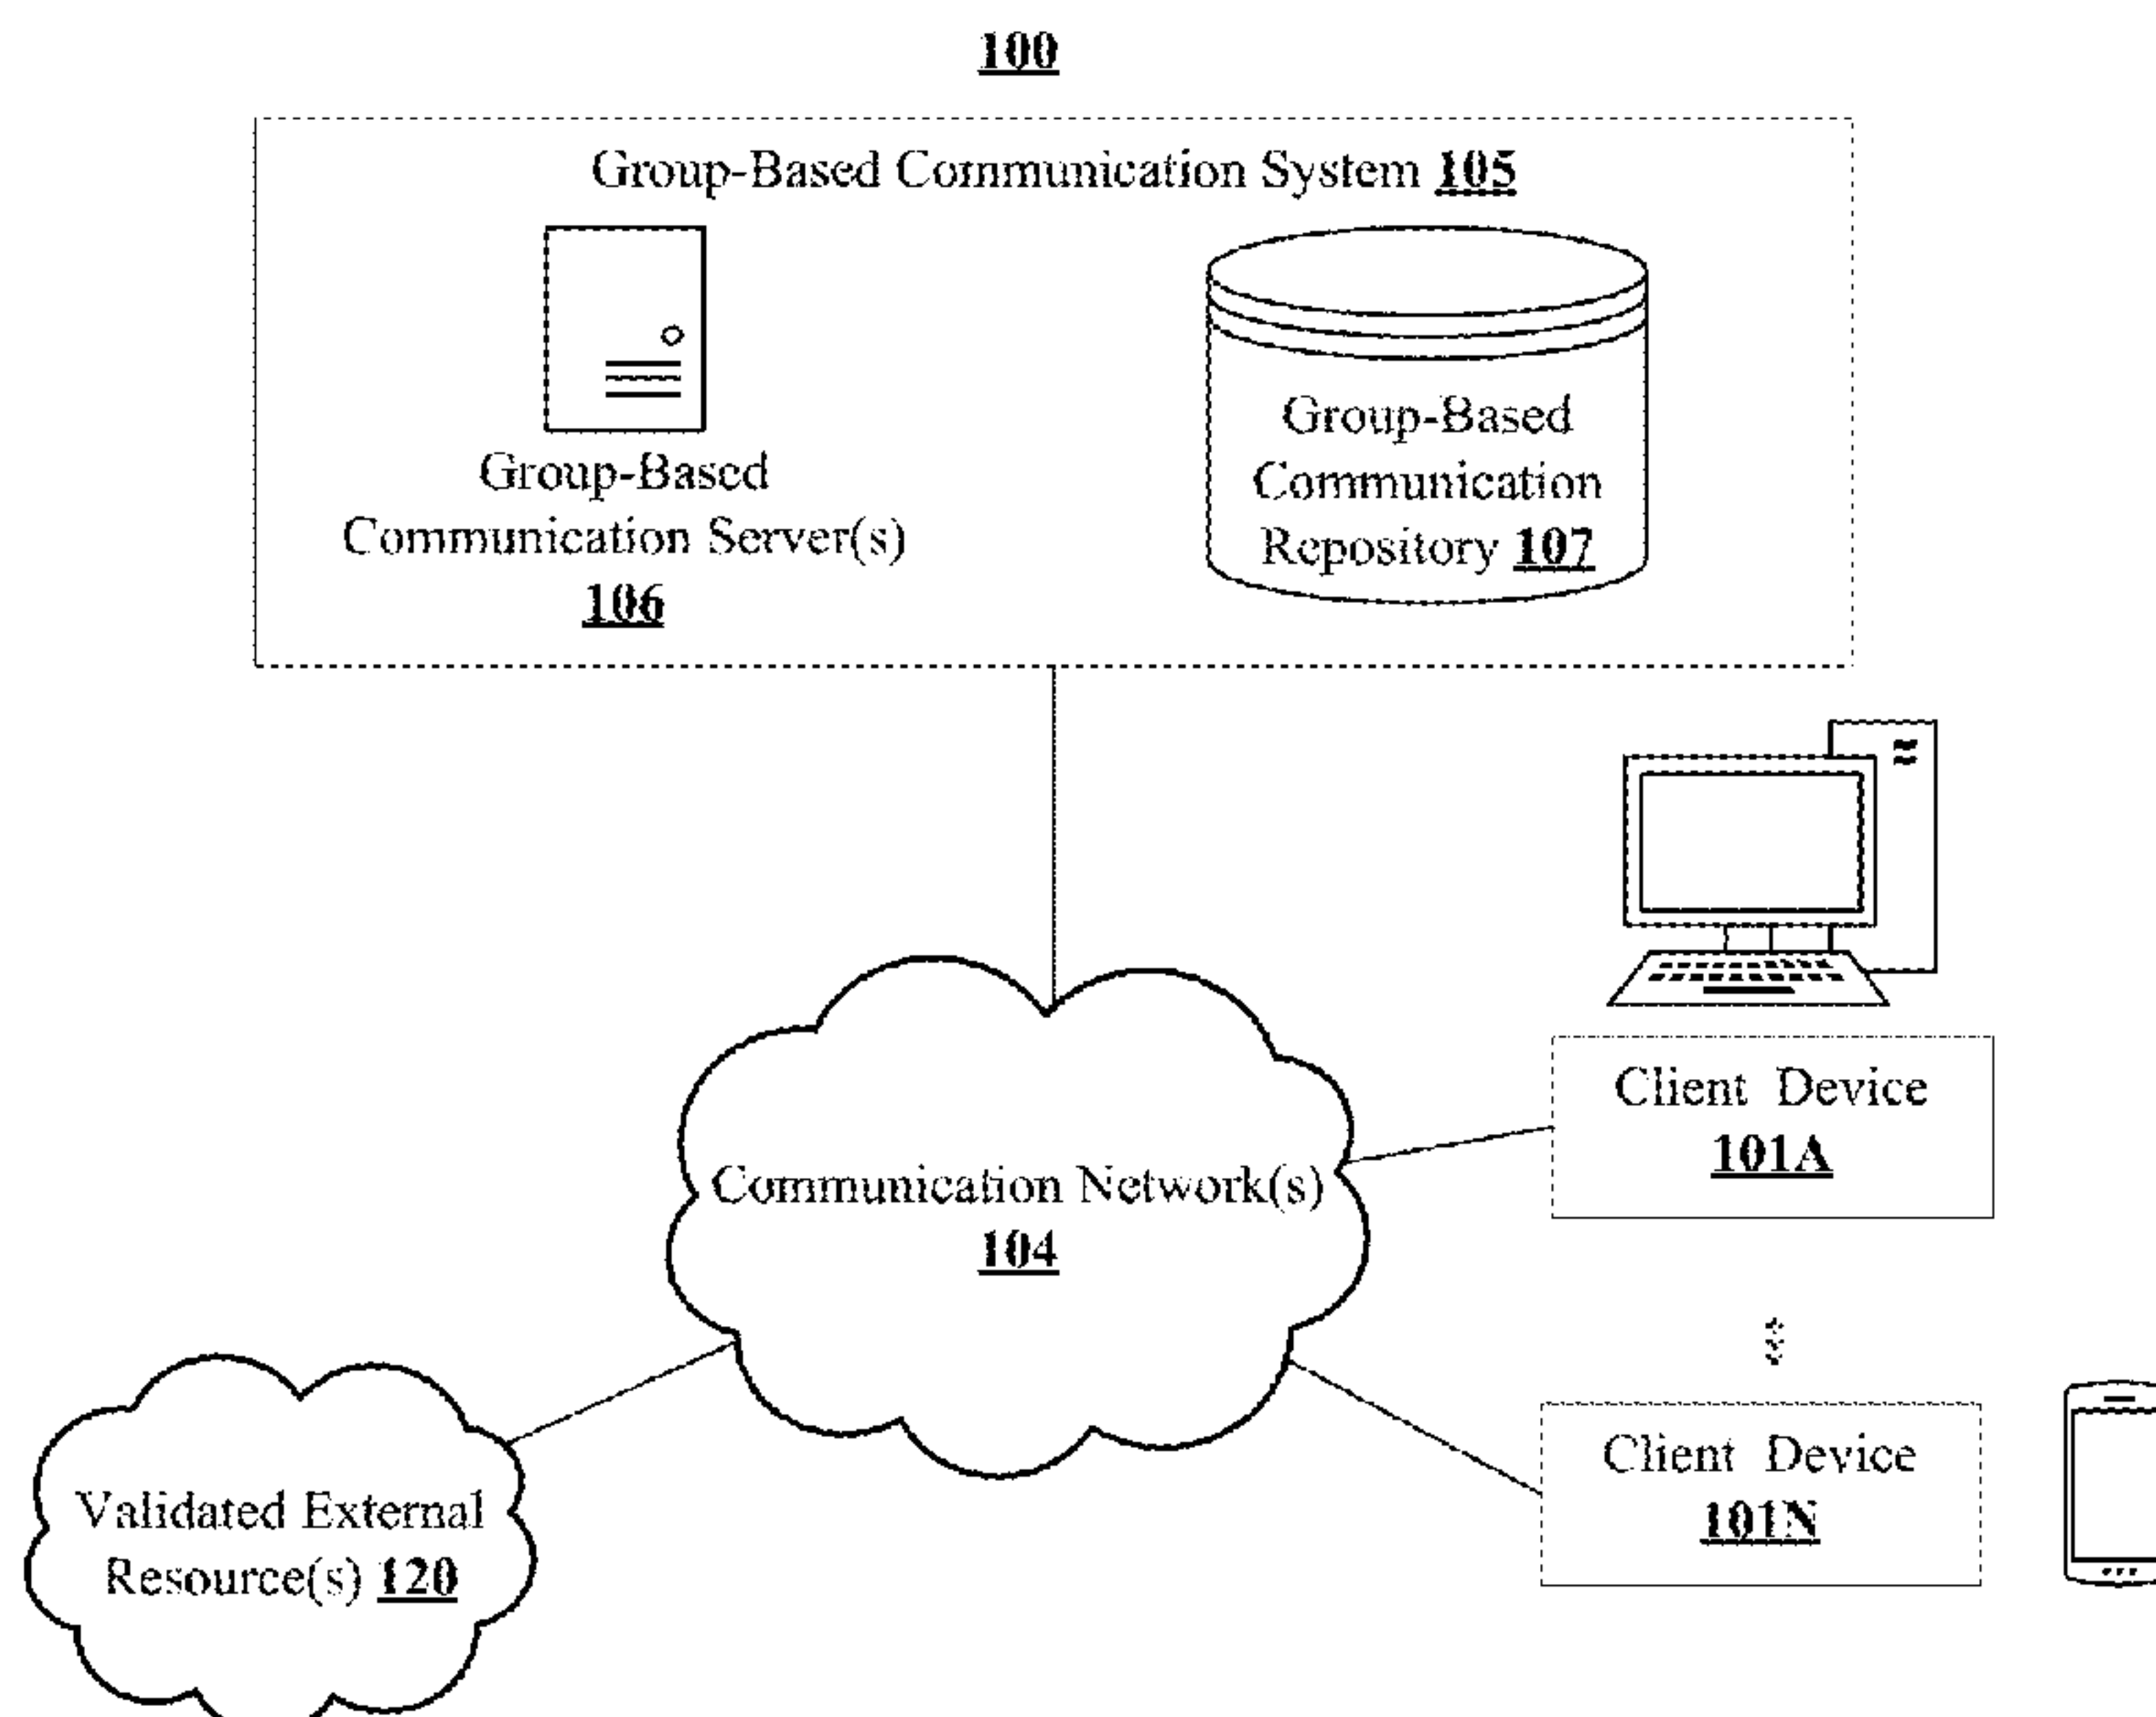 100
Group-Based Communication System 105
Group-Based
Communication Server(s)
106
Group-Based
Communication
Repository 107
Client Device
101A
Communication Network(s)
104
Client Device
101N
Validated External
Resource(s) 120